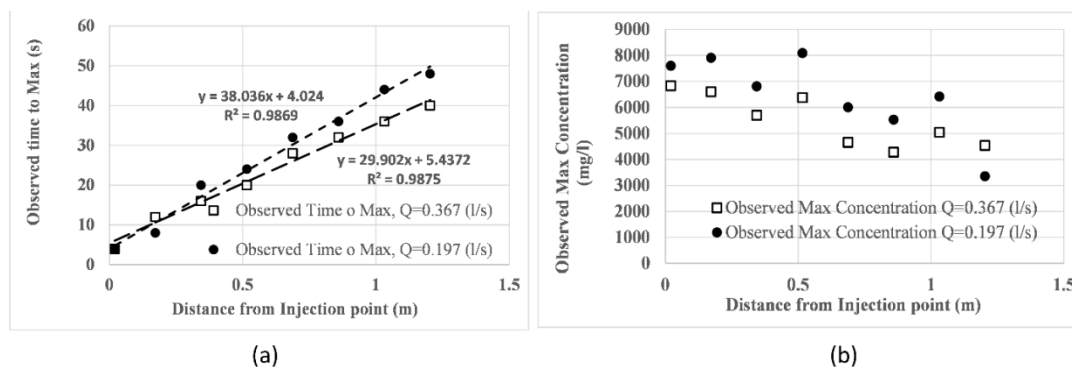 60
50
40
30
20
10
0
Observed time to Max (s)
y = 38.036x + 4.024
R² = 0.9869
y = 29.902x + 5.4372
R² = 0.9875
Observed Time o Max, Q=0.367 (l/s)
Observed Time o Max, Q=0.197 (l/s)
0 0.5 1 1.5
Distance from Injection point (m)
(a)
9000
8000
7000
6000
5000
4000
3000
2000
1000
0
Observed Max Concentration
(mg/l)
Observed Max Concentration Q=0.367 (l/s)
Observed Max Concentration Q=0.197 (l/s)
0 0.5 1 1.5
Distance from Injection point (m)
(b)